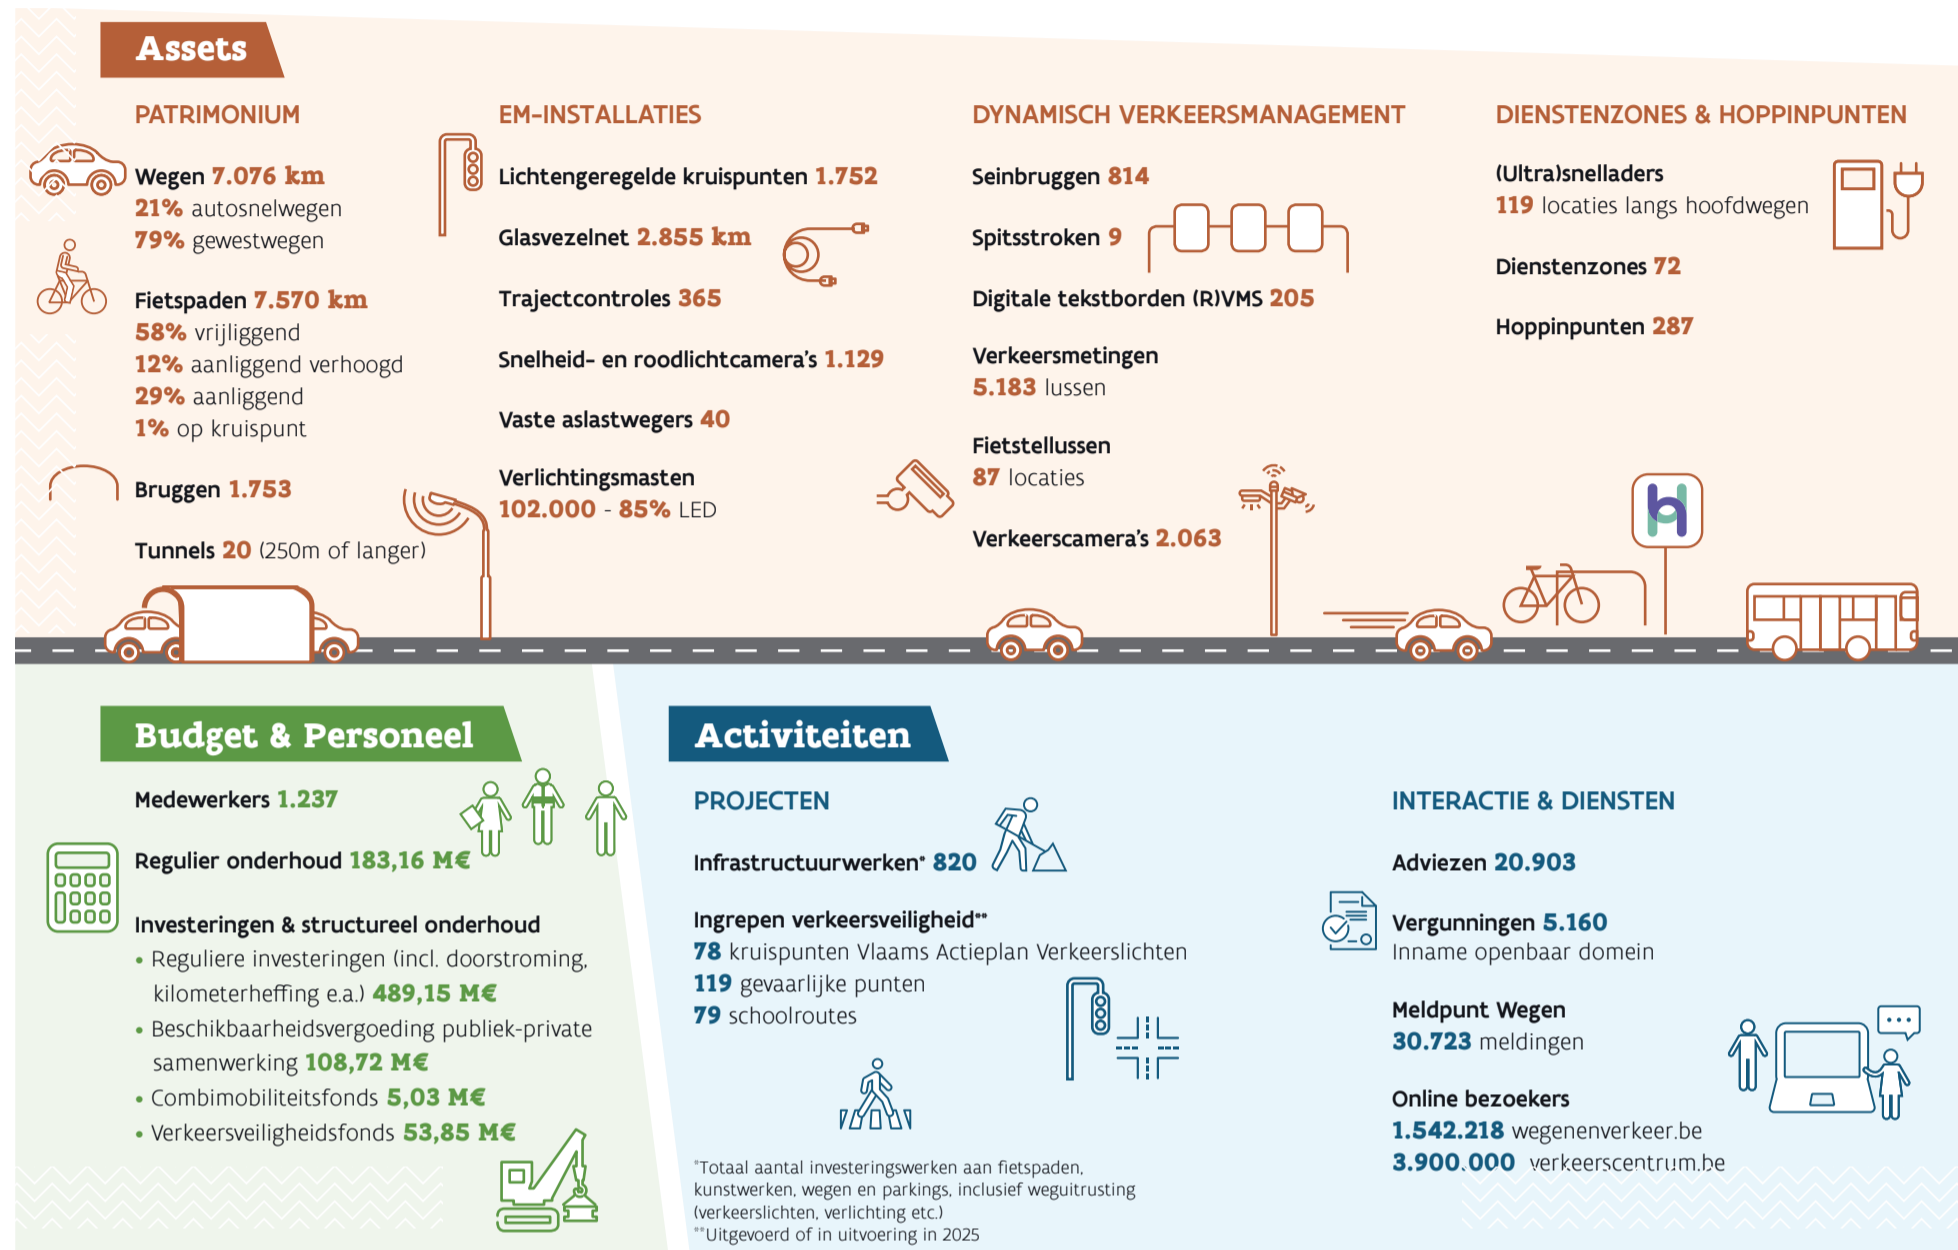 Assets
PATRIMONIUM
Wegen 7.076 km
21% autosnelwegen
79% gewestwegen
Fietspaden 7.570 km
58% vrijliggend
12% aanliggend verhoogd
29% aanliggend
1% op kruispunt
Bruggen 1.753
Tunnels 20 (250m of langer)
EM-INSTALLATIES
Lichtengeregelde kruispunten 1.752
Glasvezelnet 2.855 km
Trajectcontroles 365
Snelheid- en roodlichtcamera's 1.129
Vaste aslastwegers 40
Verlichtingsmasten
102.000 - 85% LED
DYNAMISCH VERKEERSMANAGEMENT
Seinbruggen 814
Spitsstroken 9
Digitale tekstborden (R)VMS 205
Verkeersmetingen
5.183 lussen
Fietstellussen
87 locaties
Verkeerscamera's 2.063
DIENSTENZONES & HOPPINPUNTEN
(Ultra)snelladers
119 locaties langs hoofdwegen
Dienstenzones 72
Hoppinpunten 287
h
Budget & Personeel
Medewerkers 1.237
Regulier onderhoud 183,16 M€
Investeringen & structureel onderhoud
• Reguliere investeringen (incl. doorstroming,
kilometerheffing e.a.) 489,15 M€
• Beschikbaarheidsvergoeding publiek-private
samenwerking 108,72 M€
• Combimobiliteitsfonds 5,03 M€
• Verkeersveiligheidsfonds 53,85 M€
Activiteiten
PROJECTEN
Infrastructuurwerken* 820
Ingrepen verkeersveiligheid**
78 kruispunten Vlaams Actieplan Verkeerslichten
119 gevaarlijke punten
79 schoolroutes
*Totaal aantal investeringswerken aan fietspaden,
kunstwerken, wegen en parkings, inclusief weguitrusting
(verkeerslichten, verlichting etc.)
**Uitgevoerd of in uitvoering in 2025
INTERACTIE & DIENSTEN
Adviezen 20.903
Vergunningen 5.160
Inname openbaar domein
Meldpunt Wegen
30.723 meldingen
Online bezoekers
1.542.218 wegenenverkeer.be
3.900.000 verkeerscentrum.be